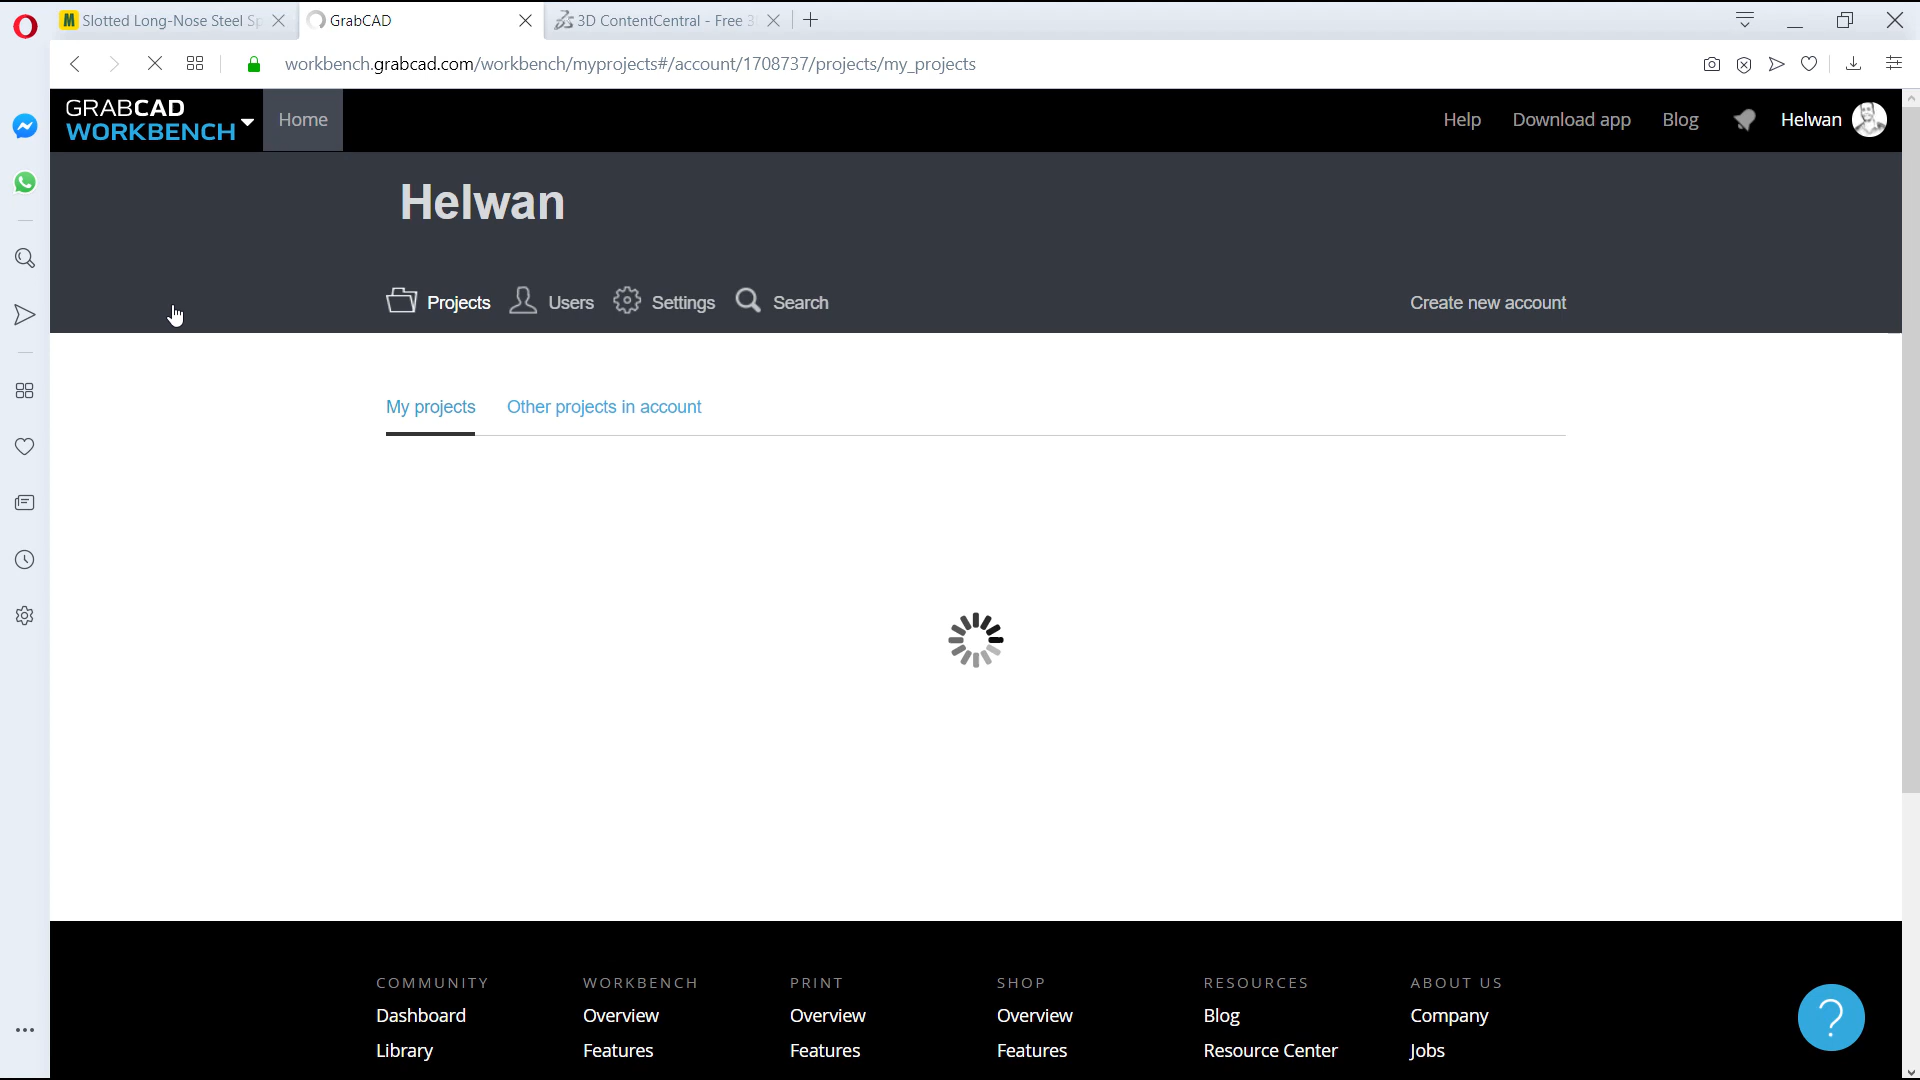 Slotted Long-Nose Steel Sp
GrabCAD
3D ContentCentral - Free 3
workbench.grabcad.com/workbench/myprojects#/account/1708737/projects/my_projects
GRABCAD
WORKBENCH
Home
Help
Download app
Blog
Helwan
Helwan
Projects
Users
Settings
Search
Create new account
My projects
Other projects in account
COMMUNITY
WORKBENCH
PRINT
SHOP
RESOURCES
ABOUT US
Dashboard
Overview
Overview
Overview
Blog
Company
Library
Features
Features
Features
Resource Center
Jobs